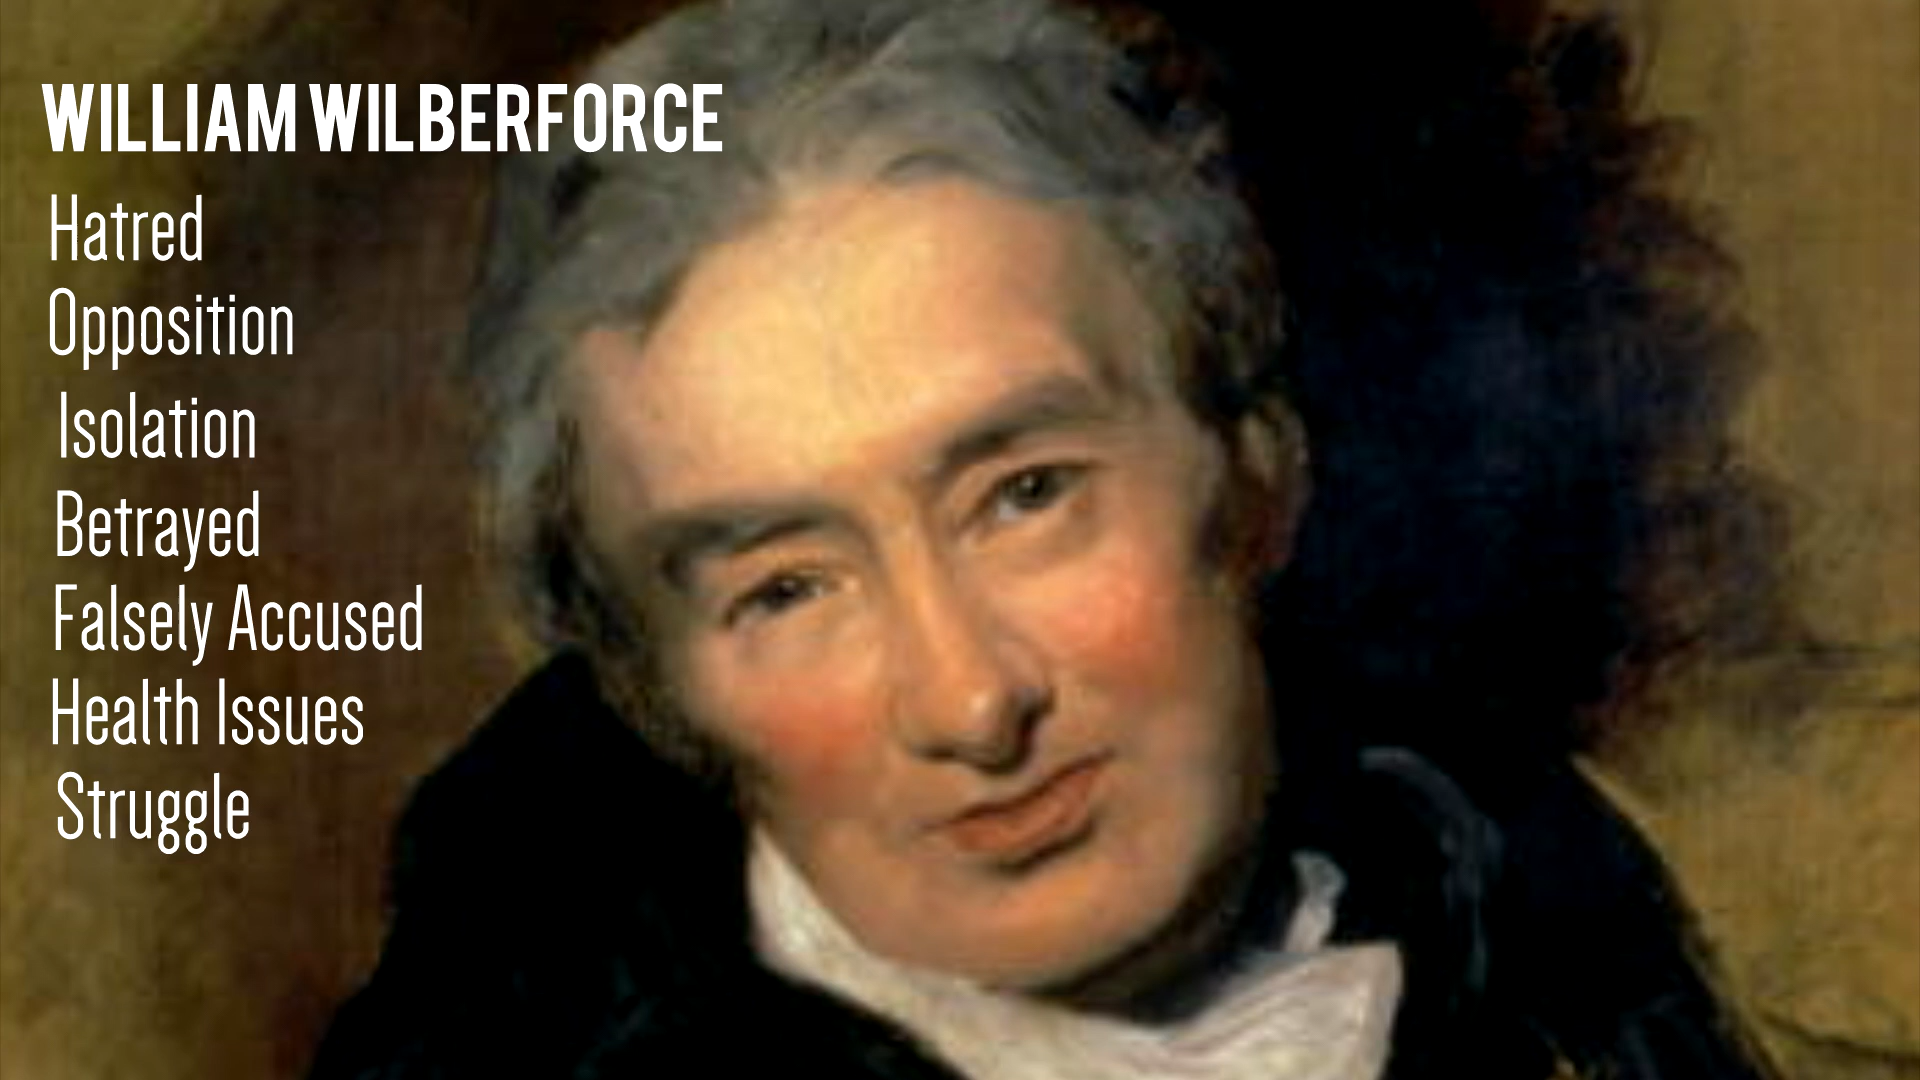 WILLIAM WILBERFORCE
Hatred
Opposition
Isolation
Betrayed
Falsely Accused
Health Issues
Struggle